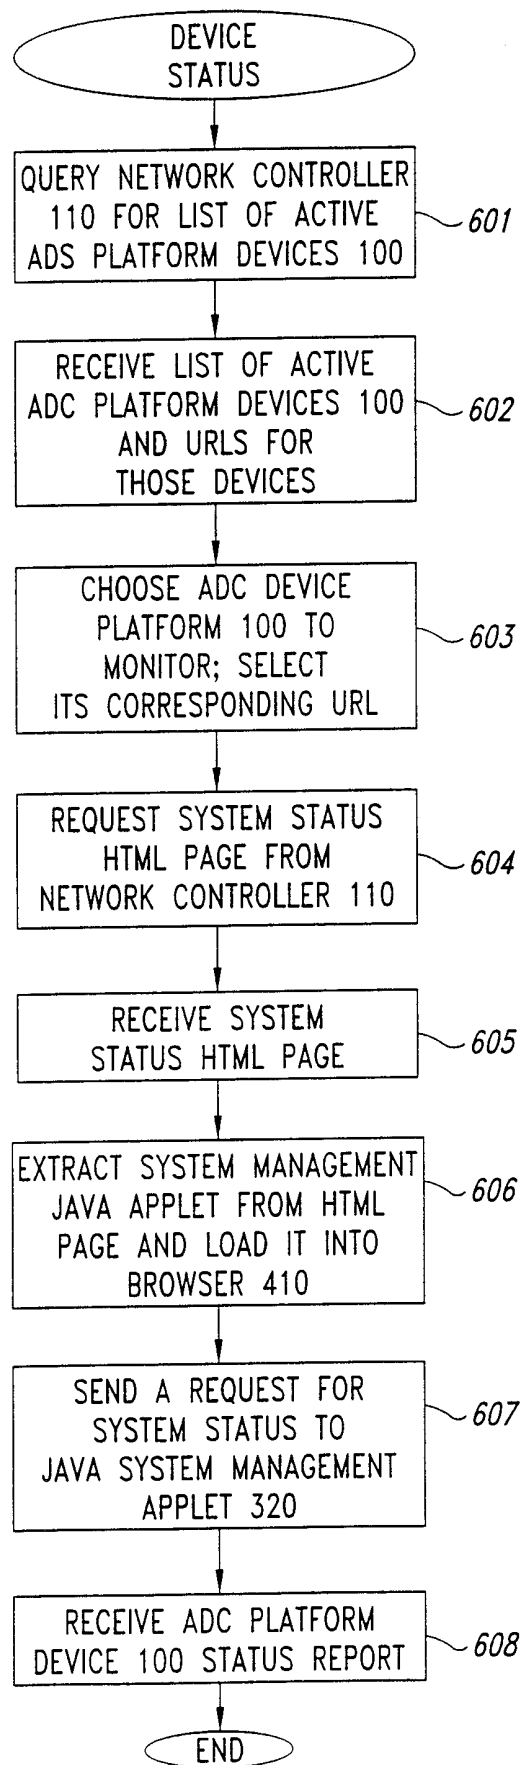 DEVICE
STATUS
QUERY NETWORK CONTROLLER
110 FOR LIST OF ACTIVE
ADS PLATFORM DEVICES 100
601
RECEIVE LIST OF ACTIVE
ADC PLATFORM DEVICES 100
AND URLS FOR
THOSE DEVICES
602
CHOOSE ADC DEVICE
PLATFORM 100 TO
MONITOR; SELECT
ITS CORRESPONDING URL
603
REQUEST SYSTEM STATUS
HTML PAGE FROM
NETWORK CONTROLLER 110
604
RECEIVE SYSTEM
STATUS HTML PAGE
605
EXTRACT SYSTEM MANAGEMENT
JAVA APPLET FROM HTML
PAGE AND LOAD IT INTO
BROWSER 410
606
SEND A REQUEST FOR
SYSTEM STATUS TO
JAVA SYSTEM MANAGEMENT
APPLET 320
607
RECEIVE ADC PLATFORM
DEVICE 100 STATUS REPORT
608
END